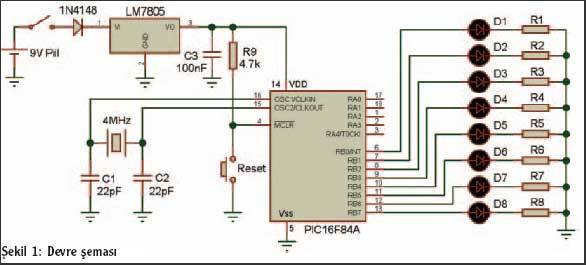 1N4148
LM7805
1 VI VO 3
GND
2
9V Pil
C3
100nF
R9
4.7k
14 VDD
16 OSC1/CLKIN
15 OSC2/CLKOUT
4 MCLR
4MHz
C1
22pF
C2
22pF
Reset
RA0 17
RA1 18
RA2 1
RA3 2
RA4/T0CKI 3
RB0/INT 6
RB1 7
RB2 8
RB3 9
RB4 10
RB5 11
RB6 12
RB7 13
Vss
5
PIC16F84A
D1 R1
D2 R2
D3 R3
D4 R4
D5 R5
D6 R6
D7 R7
D8 R8
Şekil 1: Devre şeması